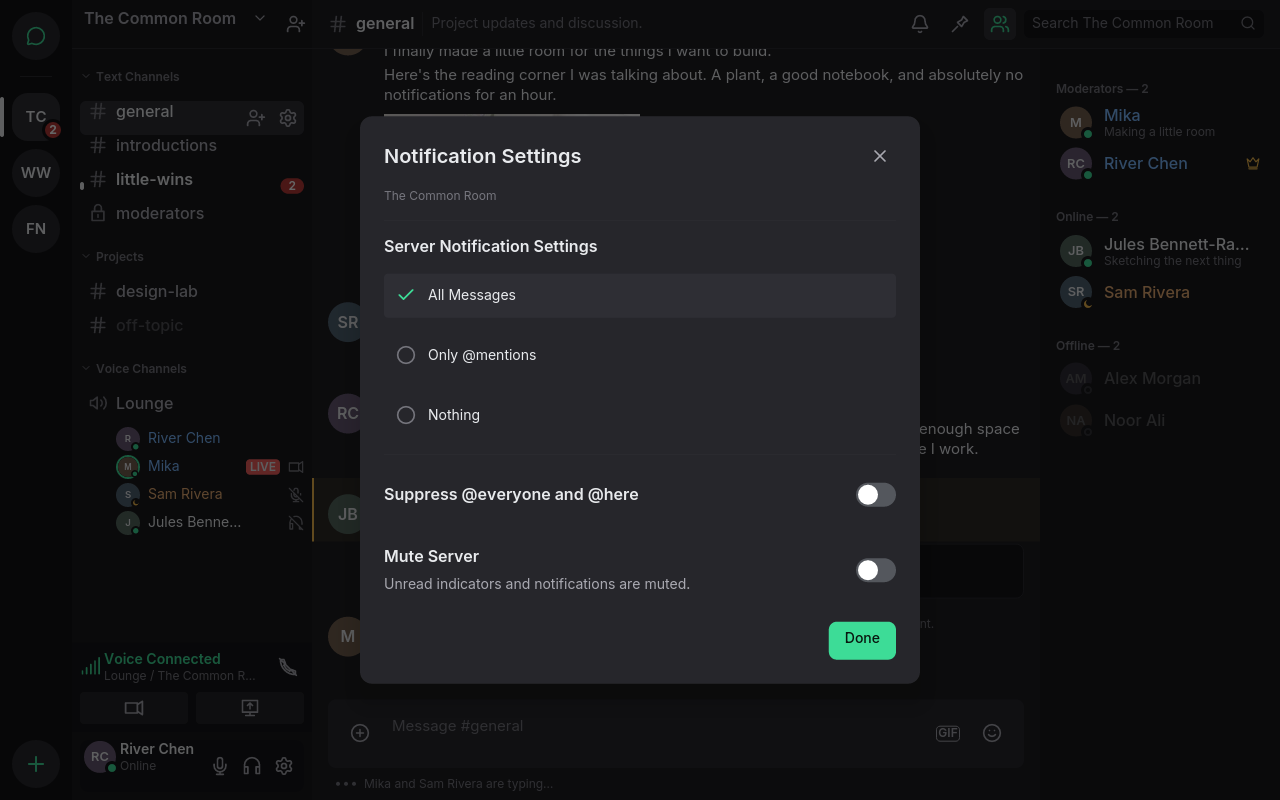 TC
2
WW
FN
The Common Room
Text Channels
general
introductions
little-wins
2
moderators
Projects
design-lab
off-topic
Voice Channels
Lounge
R
River Chen
M
Mika
LIVE
S
Sam Rivera
J
Jules Benne...
Voice Connected
Lounge / The Common R...
RC
River Chen
Online
general
Project updates and discussion.
Search The Common Room
I finally made a little room for the things I want to build.
Here's the reading corner I was talking about. A plant, a good notebook, and absolutely no
notifications for an hour.
SR
RC
enough space
e I work.
JB
nt.
M
Notification Settings
The Common Room
Server Notification Settings
All Messages
Only @mentions
Nothing
Suppress @everyone and @here
Mute Server
Unread indicators and notifications are muted.
Done
Message #general
GIF
Mika and Sam Rivera are typing...
Moderators — 2
M
Mika
Making a little room
RC
River Chen
Online — 2
JB
Jules Bennett-Ra...
Sketching the next thing
SR
Sam Rivera
Offline — 2
AM
Alex Morgan
NA
Noor Ali